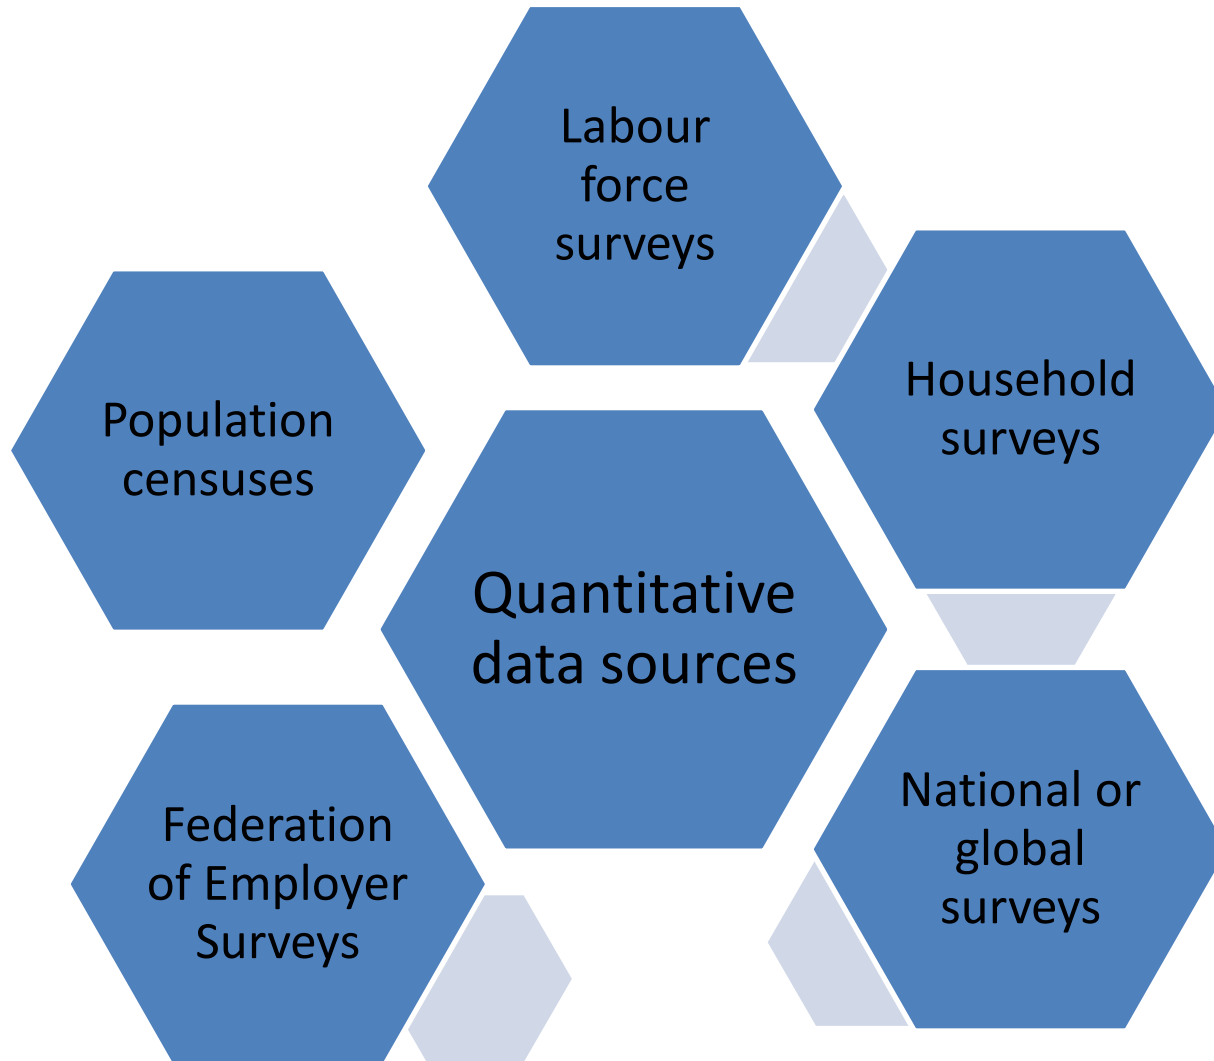 Labour
force
surveys
Household
surveys
Population
censuses
Quantitative
data sources
National or
global
surveys
Federation
of Employer
Surveys